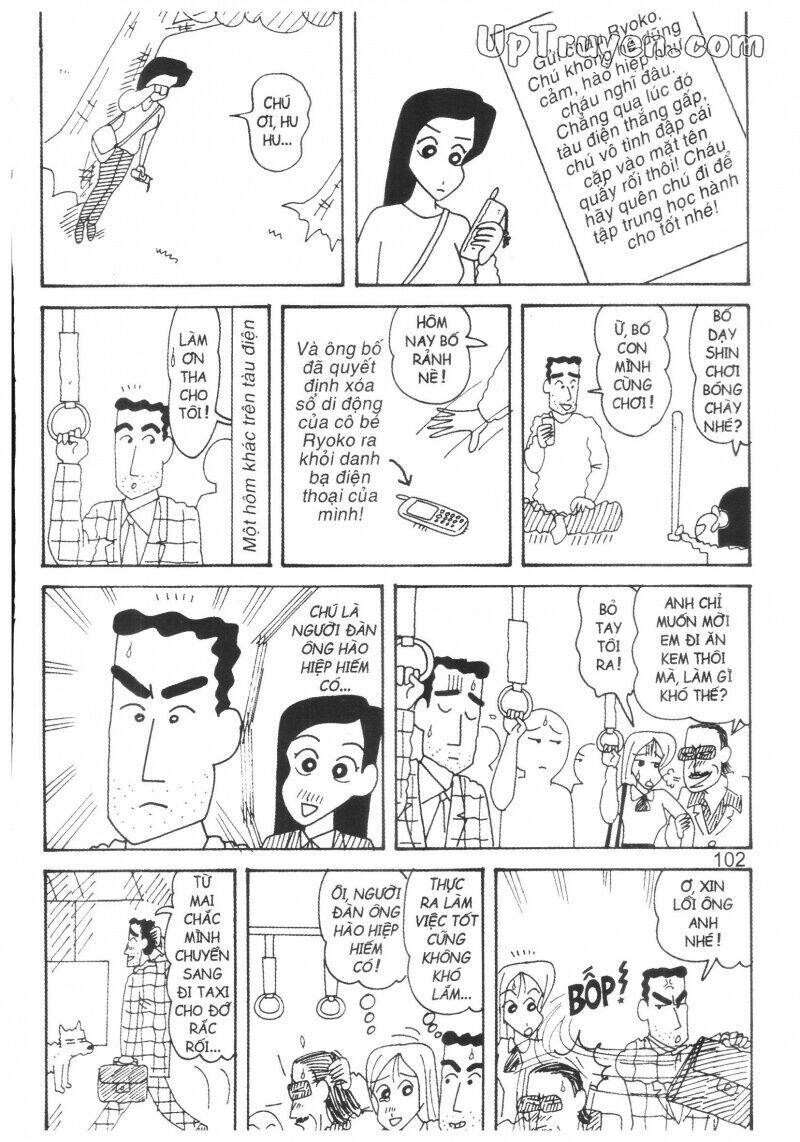 UpTruyen.com
CHÚ
ƠI, HU
HU...
Gửi cháu Ryoko,
Chú không hề dũng
cảm, hào hiệp như
cháu nghĩ đâu.
Chẳng qua lúc đó
tàu điện thắng gấp,
chú vô tình đập cái
cặp vào mặt tên
quấy rối thôi! Cháu
hãy quên chú đi để
tập trung học hành
cho tốt nhé!
LÀM
ƠN
THA
CHO
TÔI!
Một hôm khác trên tàu điện
Và ông bố
đã quyết
định xóa
sổ di động
của cô bé
Ryoko ra
khỏi danh
bạ điện
thoại của
mình!
HÔM
NAY BỐ
RẢNH
NÈ!
Ừ, BỐ
CON
MÌNH
CÙNG
CHƠI!
BỐ
DẠY
SHIN
CHƠI
BÓNG
CHÀY
NHÉ?
CHÚ LÀ
NGƯỜI ĐÀN
ÔNG HÀO
HIỆP HIẾM
CÓ...
BỎ
TAY
TÔI
RA!
ANH CHỈ
MUỐN MỜI
EM ĐI ĂN
KEM THÔI
MÀ, LÀM GÌ
KHÓ THẾ?
102
TỪ
MAI
CHẮC
MÌNH
CHUYỂN
SANG
ĐI TAXI
CHO ĐỠ
RẮC
RỐI...
ÔI, NGƯỜI
ĐÀN ÔNG
HÀO HIỆP
HIẾM
CÓ!
THỰC
RA LÀM
VIỆC TỐT
CŨNG
KHÔNG
KHÓ
LẮM...
BỐP!
Ơ, XIN
LỖI ÔNG
ANH
NHÉ!